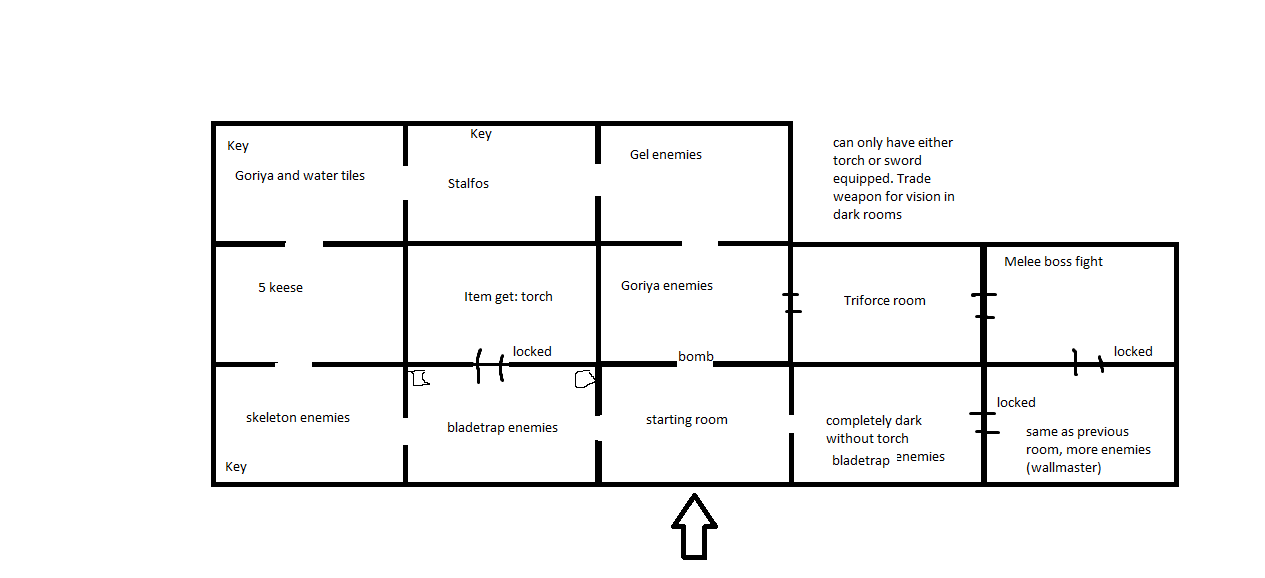 Key
Goriya and water tiles
Key
Stalfos
Gel enemies
can only have either
torch or sword
equipped. Trade
weapon for vision in
dark rooms
5 keese
Item get: torch
locked
Goriya enemies
bomb
Triforce room
Melee boss fight
locked
skeleton enemies
Key
bladetrap enemies
starting room
completely dark
without torch
bladetrap enemies
locked
same as previous
room, more enemies
(wallmaster)